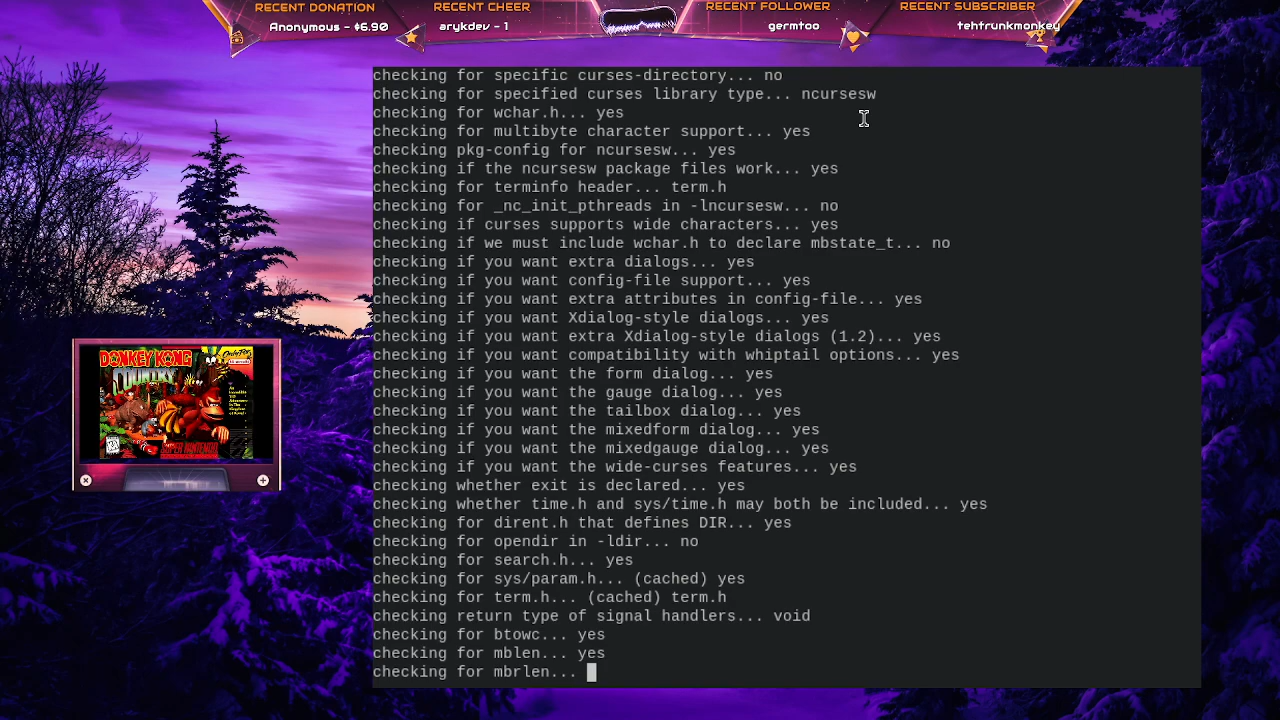 RECENT DONATION
Anonymous - $6.90
RECENT CHEER
arykdev - 1
RECENT FOLLOWER
germtoo
RECENT SUBSCRIBER
tehtrunkmonkey
checking for specific curses-directory... no
checking for specified curses library type... ncursesw
checking for wchar.h... yes
checking for multibyte character support... yes
checking pkg-config for ncursesw... yes
checking if the ncursesw package files work... yes
checking for terminfo header... term.h
checking for _nc_init_pthreads in -lncursesw... no
checking if curses supports wide characters... yes
checking if we must include wchar.h to declare mbstate_t... no
checking if you want extra dialogs... yes
checking if you want config-file support... yes
checking if you want extra attributes in config-file... yes
checking if you want Xdialog-style dialogs... yes
checking if you want extra Xdialog-style dialogs (1.2)... yes
checking if you want compatibility with whiptail options... yes
checking if you want the form dialog... yes
checking if you want the gauge dialog... yes
checking if you want the tailbox dialog... yes
checking if you want the mixedform dialog... yes
checking if you want the mixedgauge dialog... yes
checking if you want the wide-curses features... yes
checking whether exit is declared... yes
checking whether time.h and sys/time.h may both be included... yes
checking for dirent.h that defines DIR... yes
checking for opendir in -ldir... no
checking for search.h... yes
checking for sys/param.h... (cached) yes
checking for term.h... (cached) term.h
checking return type of signal handlers... void
checking for btowc... yes
checking for mblen... yes
checking for mbrlen...
DONKEY KONG
COUNTRY
SUPER NINTENDO